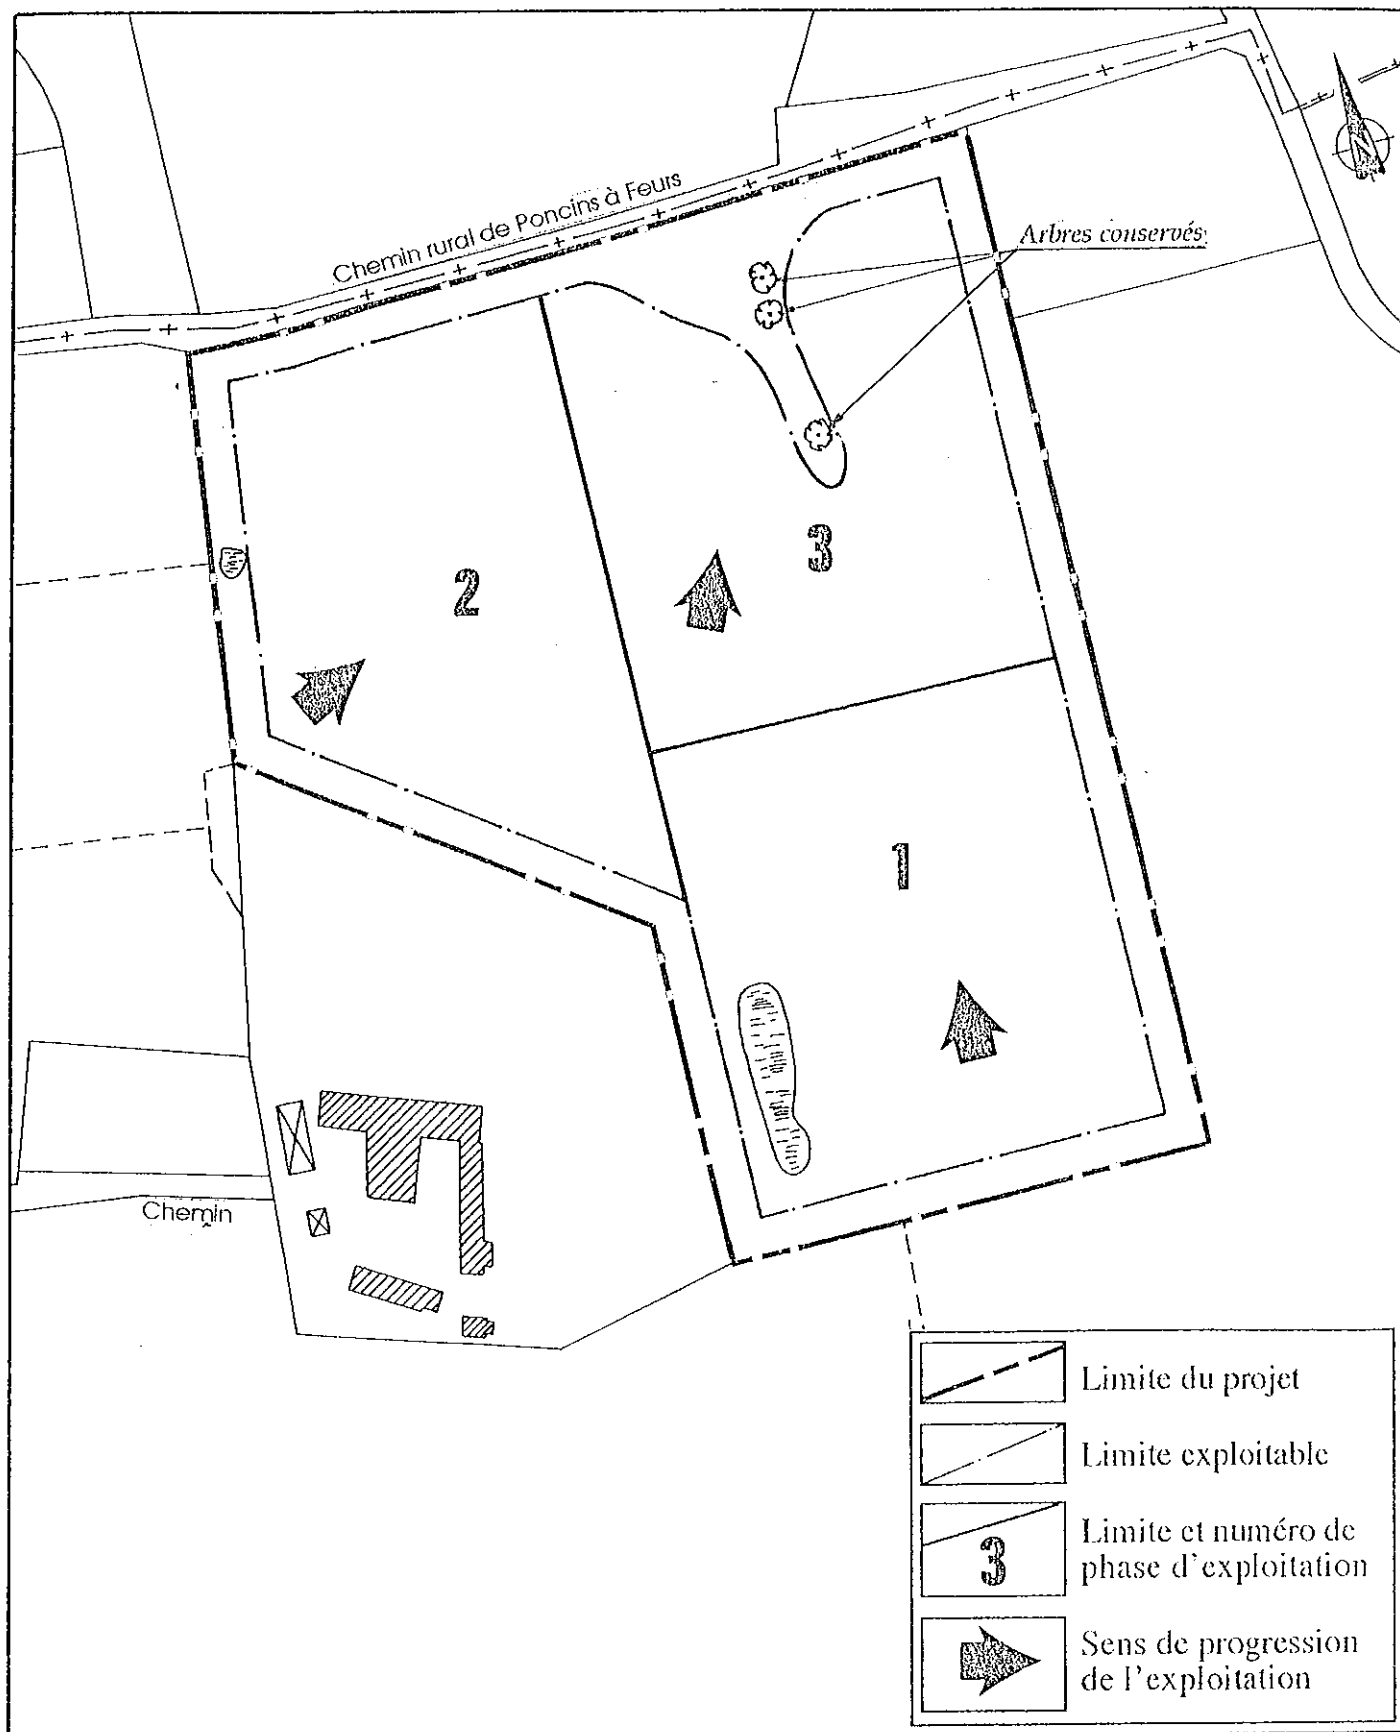 Chemin rural de Poncins à Feurs
N
Arbres conservés
2
3
1
Chemin
Limite du projet
Limite exploitable
3
Limite et numéro de
phase d'exploitation
Sens de progression
de l'exploitation